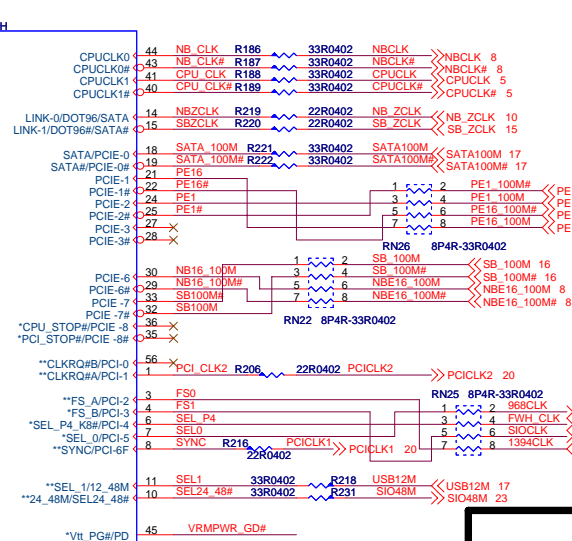 H
CPUCLK0 44 NB_CLK R186 33R0402 NBCLK NBCLK 8
CPUCLK0# 43 NB_CLK# R187 33R0402 NBCLK# NBCLK# 8
CPUCLK1 41 CPU_CLK R188 33R0402 CPUCLK CPUCLK 5
CPUCLK1# 40 CPU_CLK# R189 33R0402 CPUCLK# CPUCLK# 5
LINK-0/DOT96/SATA 14 NBZCLK R219 22R0402 NB_ZCLK NB_ZCLK 10
LINK-1/DOT96#/SATA# 15 SBZCLK R220 22R0402 SB_ZCLK SB_ZCLK 15
SATA/PCIE-0 18 SATA_100M R221 33R0402 SATA100M SATA100M 17
SATA#/PCIE-0# 19 SATA_100M# R222 33R0402 SATA100M# SATA100M# 17
PCIE-1 21 PE16
PCIE-1# 22 PE16# 1 2 PE1_100M# PE
PCIE-2 24 PE1 3 4 PE1_100M PE
PCIE-2# 25 PE1# 5 6 PE16_100M# PE
PCIE-3 27 7 8 PE16_100M PE
PCIE-3# 28
RN26 8P4R-33R0402
1 2 SB_100M SB_100M 16
PCIE-6 30 NB16_100M 3 4 SB_100M# SB_100M# 16
PCIE-6# 29 NB16_100M# 5 6 NBE16_100M NBE16_100M 8
PCIE -7 33 SB100M# 7 8 NBE16_100M# NBE16_100M# 8
PCIE -7# 32 SB100M
*CPU_STOP#/PCIE -8 36
RN22 8P4R-33R0402
*PCI_STOP#/PCIE -8# 35
**CLKRQ#B/PCI-0 56
**CLKRQ#A/PCI-1 1 PCI_CLK2 R206 22R0402 PCICLK2 PCICLK2 20
RN25 8P4R-33R0402
**FS_A/PCI-2 3 FS0
*FS_B/PCI-3 4 FS1 1 2 968CLK
*SEL_P4_K8#/PCI-4 6 SEL_P4 3 4 FWH_CLK
*SEL_0/PCI-5 7 SEL0 5 6 SIOCLK
**SYNC/PCI-6F 8 SYNC R216 22R0402 PCICLK1 PCICLK1 20 7 8 1394CLK
**SEL_1/12_48M 11 SEL1 33R0402 R218 USB12M USB12M 17
**24_48M/SEL24_48# 10 SEL24_48# 33R0402 R231 SIO48M SIO48M 23
*Vtt_PG#/PD 45 VRMPWR_GD#